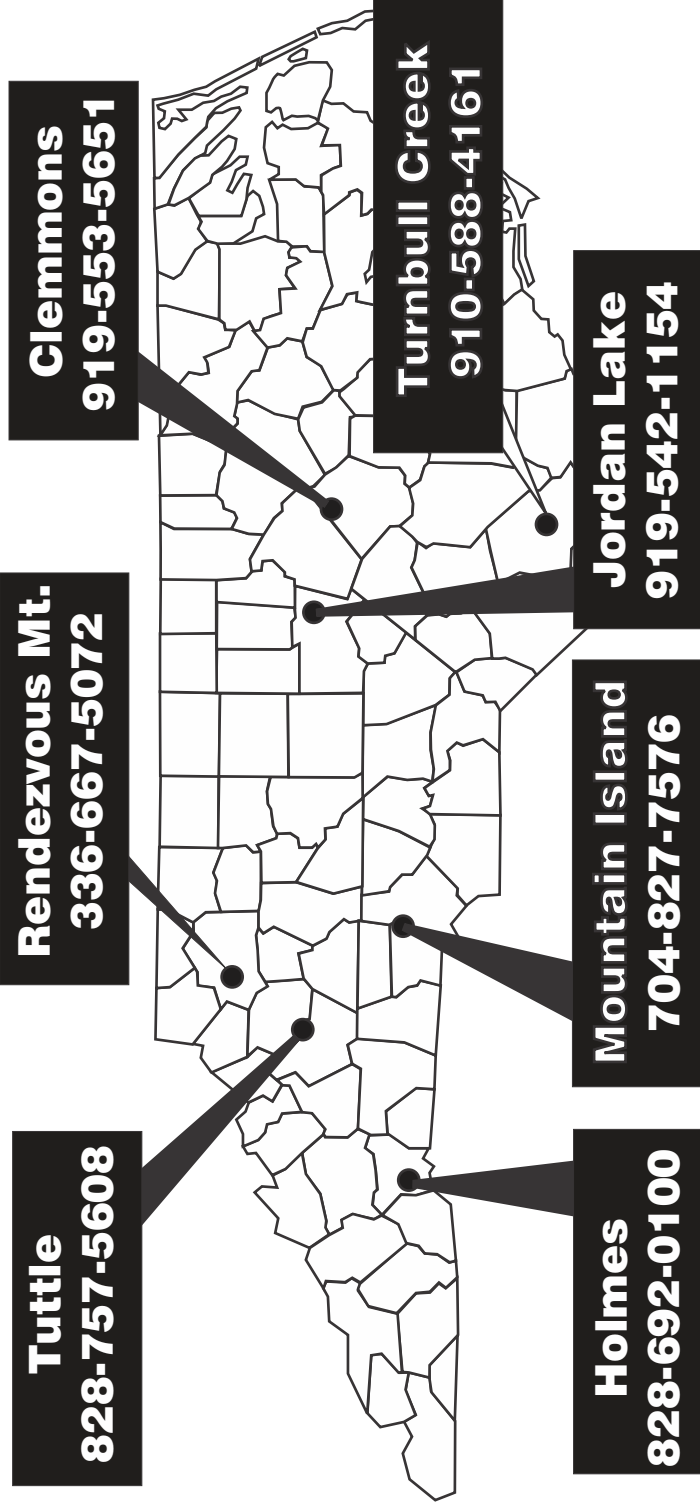 Tuttle
828-757-5608
Rendezvous Mt.
336-667-5072
Clemmons
919-553-5651
Turnbull Creek
910-588-4161
Holmes
828-692-0100
Mountain Island
704-827-7576
Jordan Lake
919-542-1154